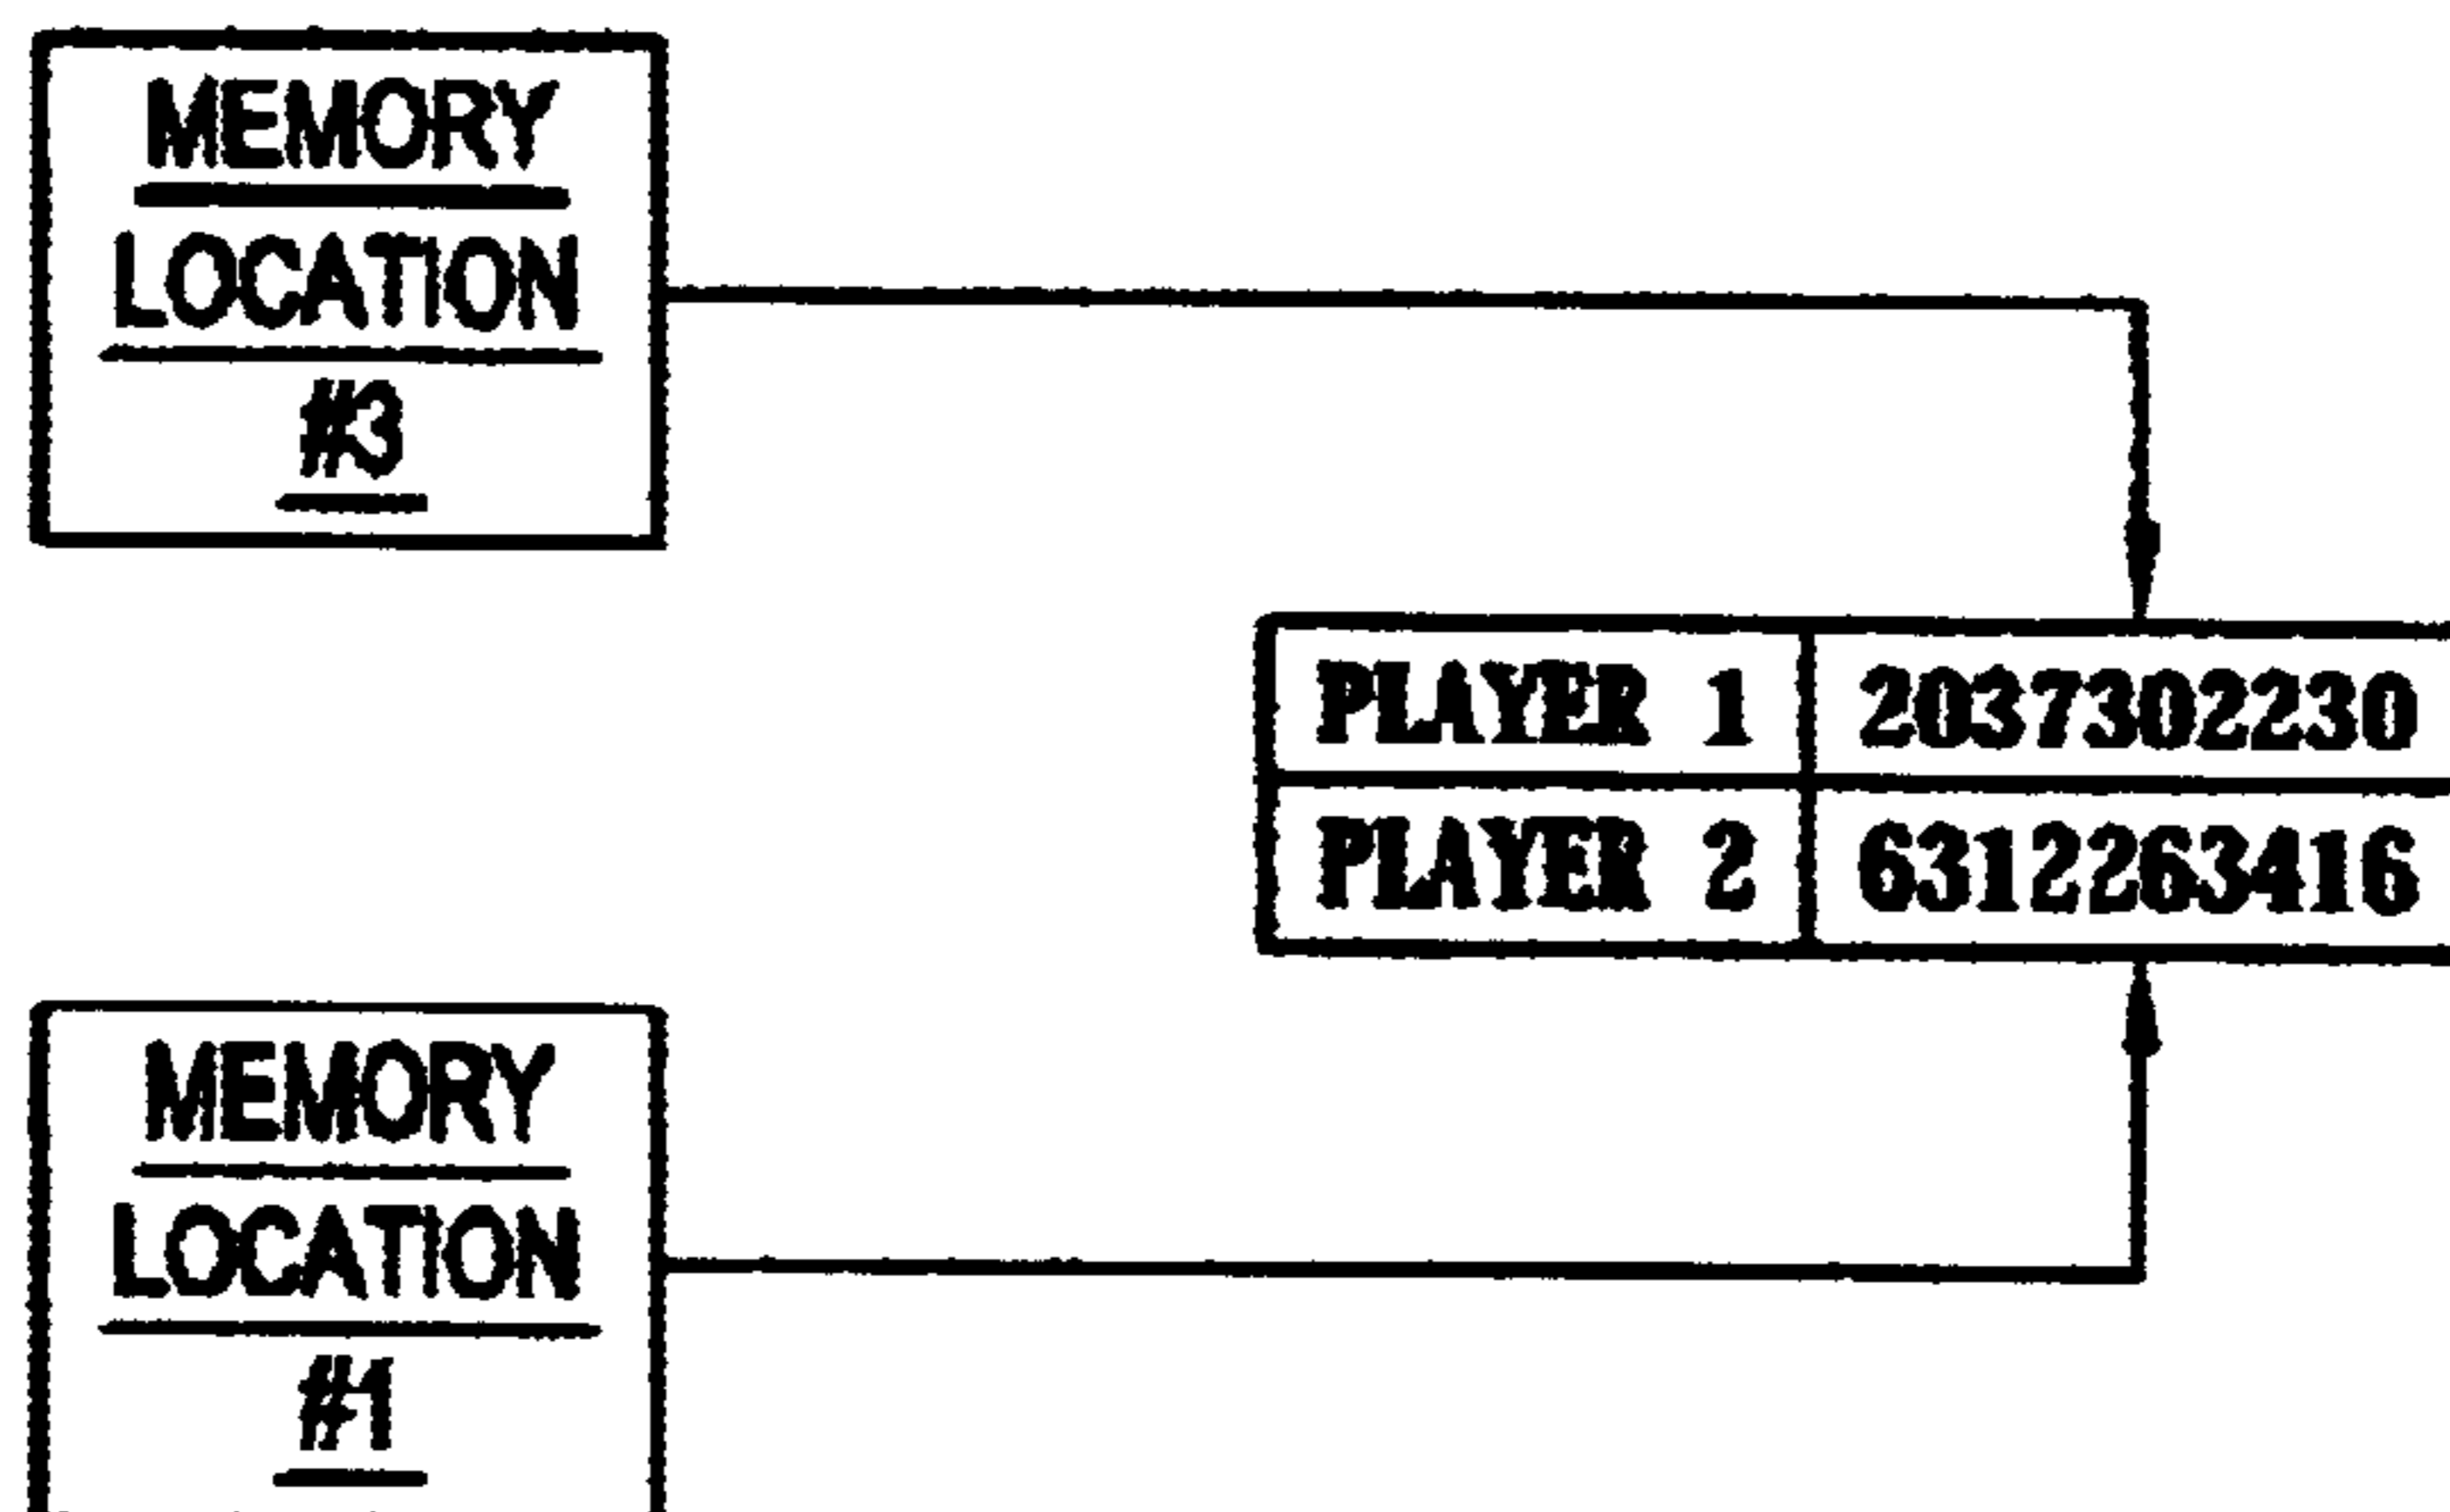 MEMORY
LOCATION
#3
PLAYER 1 2037302230
PLAYER 2 6312263416
MEMORY
LOCATION
#1